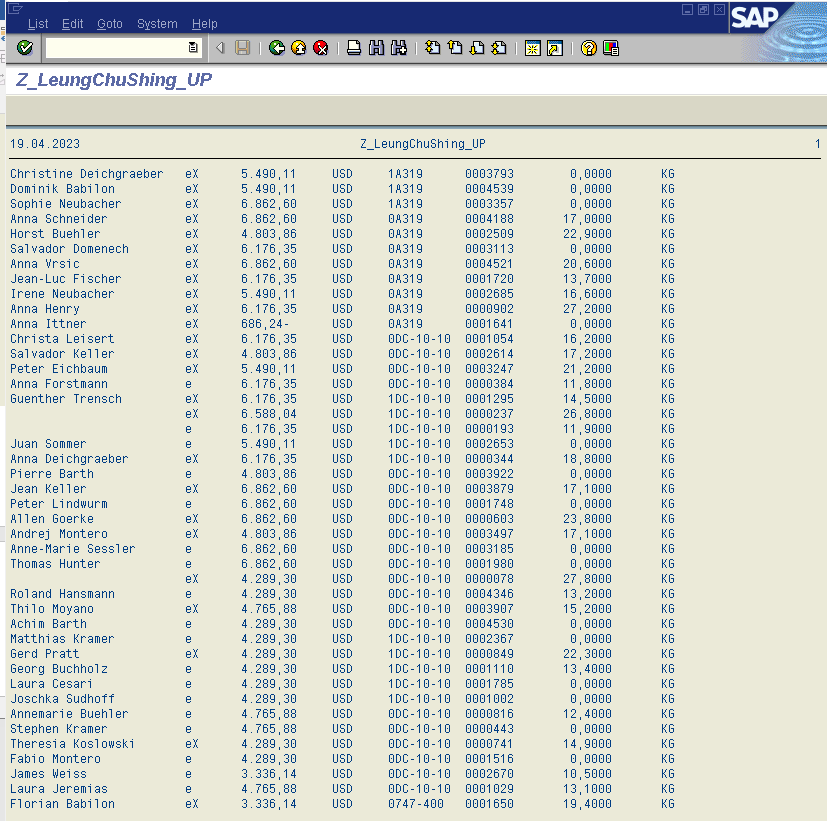 List Edit Goto System Help
SAP
Z_LeungChuShing_UP
19.04.2023 Z_LeungChuShing_UP 1
Christine Deichgraeber eX 5.490,11 USD 1A319 0003793 0,0000 KG
Dominik Babilon eX 5.490,11 USD 1A319 0004539 0,0000 KG
Sophie Neubacher eX 6.862,60 USD 1A319 0003357 0,0000 KG
Anna Schneider eX 6.862,60 USD 0A319 0004188 17,0000 KG
Horst Buehler eX 4.803,86 USD 0A319 0002509 22,9000 KG
Salvador Domenech eX 6.176,35 USD 0A319 0003113 0,0000 KG
Anna Vrsic eX 6.862,60 USD 0A319 0004521 20,6000 KG
Jean-Luc Fischer eX 6.176,35 USD 0A319 0001720 13,7000 KG
Irene Neubacher eX 5.490,11 USD 0A319 0002685 16,6000 KG
Anna Henry eX 6.176,35 USD 0A319 0000902 27,2000 KG
Anna Ittner eX 686,24- USD 0A319 0001641 0,0000 KG
Christa Leisert eX 6.176,35 USD 0DC-10-10 0001054 16,2000 KG
Salvador Keller eX 4.803,86 USD 0DC-10-10 0002614 17,2000 KG
Peter Eichbaum eX 5.490,11 USD 0DC-10-10 0003247 21,2000 KG
Anna Forstmann e 6.176,35 USD 0DC-10-10 0000384 11,8000 KG
Guenther Trensch eX 6.176,35 USD 1DC-10-10 0001295 14,5000 KG
eX 6.588,04 USD 1DC-10-10 0000237 26,8000 KG
e 6.176,35 USD 1DC-10-10 0000193 11,9000 KG
Juan Sommer e 5.490,11 USD 1DC-10-10 0002653 0,0000 KG
Anna Deichgraeber eX 6.176,35 USD 1DC-10-10 0000344 18,8000 KG
Pierre Barth e 4.803,86 USD 0DC-10-10 0003922 0,0000 KG
Jean Keller eX 6.862,60 USD 0DC-10-10 0003879 17,1000 KG
Peter Lindwurm e 6.862,60 USD 0DC-10-10 0001748 0,0000 KG
Allen Goerke eX 6.862,60 USD 0DC-10-10 0000603 23,8000 KG
Andrej Montero eX 4.803,86 USD 0DC-10-10 0003497 17,1000 KG
Anne-Marie Sessler e 6.862,60 USD 0DC-10-10 0003185 0,0000 KG
Thomas Hunter e 6.862,60 USD 0DC-10-10 0001980 0,0000 KG
eX 4.289,30 USD 0DC-10-10 0000078 27,8000 KG
Roland Hansmann e 4.289,30 USD 0DC-10-10 0004346 13,2000 KG
Thilo Moyano eX 4.765,88 USD 0DC-10-10 0003907 15,2000 KG
Achim Barth e 4.289,30 USD 0DC-10-10 0004530 0,0000 KG
Matthias Kramer e 4.289,30 USD 1DC-10-10 0002367 0,0000 KG
Gerd Pratt eX 4.289,30 USD 1DC-10-10 0000849 22,3000 KG
Georg Buchholz e 4.289,30 USD 1DC-10-10 0001110 13,4000 KG
Laura Cesari e 4.289,30 USD 1DC-10-10 0001785 0,0000 KG
Joschka Sudhoff e 4.289,30 USD 1DC-10-10 0001002 0,0000 KG
Annemarie Buehler e 4.765,88 USD 0DC-10-10 0000816 12,4000 KG
Stephen Kramer e 4.765,88 USD 0DC-10-10 0000443 0,0000 KG
Theresia Koslowski eX 4.289,30 USD 0DC-10-10 0000741 14,9000 KG
Fabio Montero e 4.289,30 USD 0DC-10-10 0001516 0,0000 KG
James Weiss e 3.336,14 USD 0DC-10-10 0002670 10,5000 KG
Laura Jeremias e 4.765,88 USD 0DC-10-10 0001029 13,1000 KG
Florian Babilon eX 3.336,14 USD 0747-400 0001650 19,4000 KG